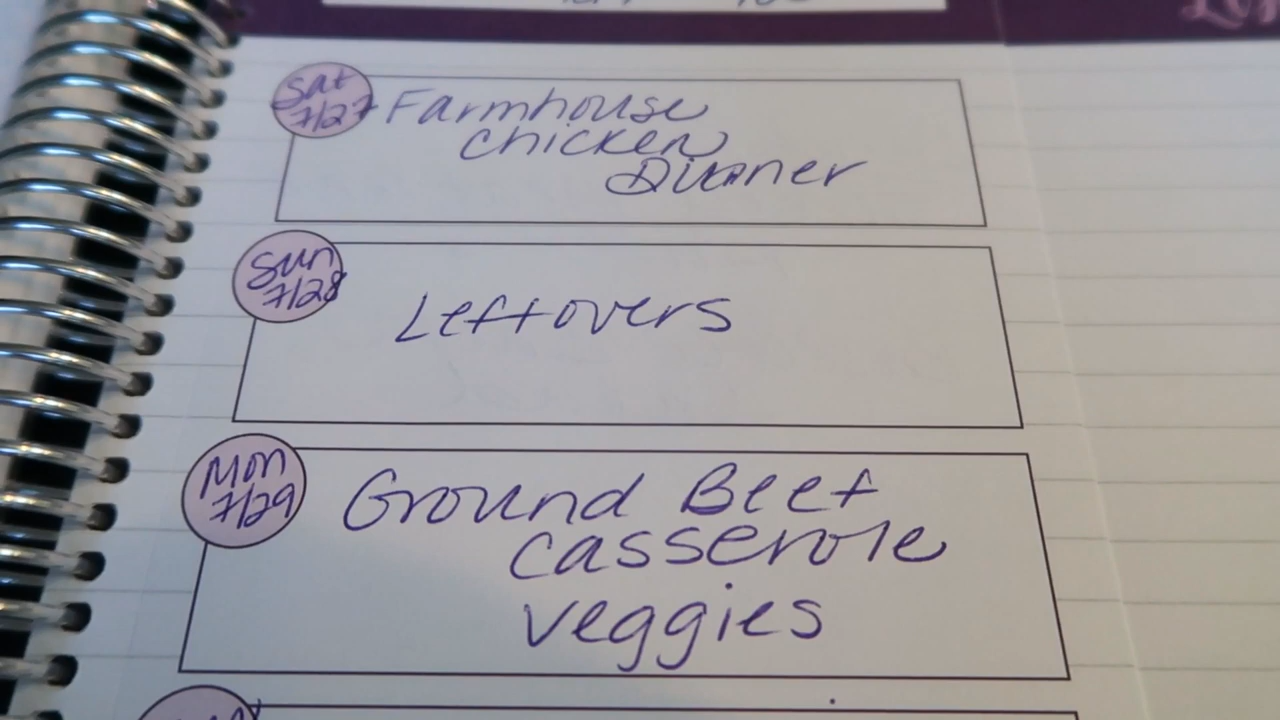 Sat
7/27
Farmhouse
chicken
Dinner
Sun
7/28
Leftovers
Mon
7/29
Ground Beef
casserole
veggies